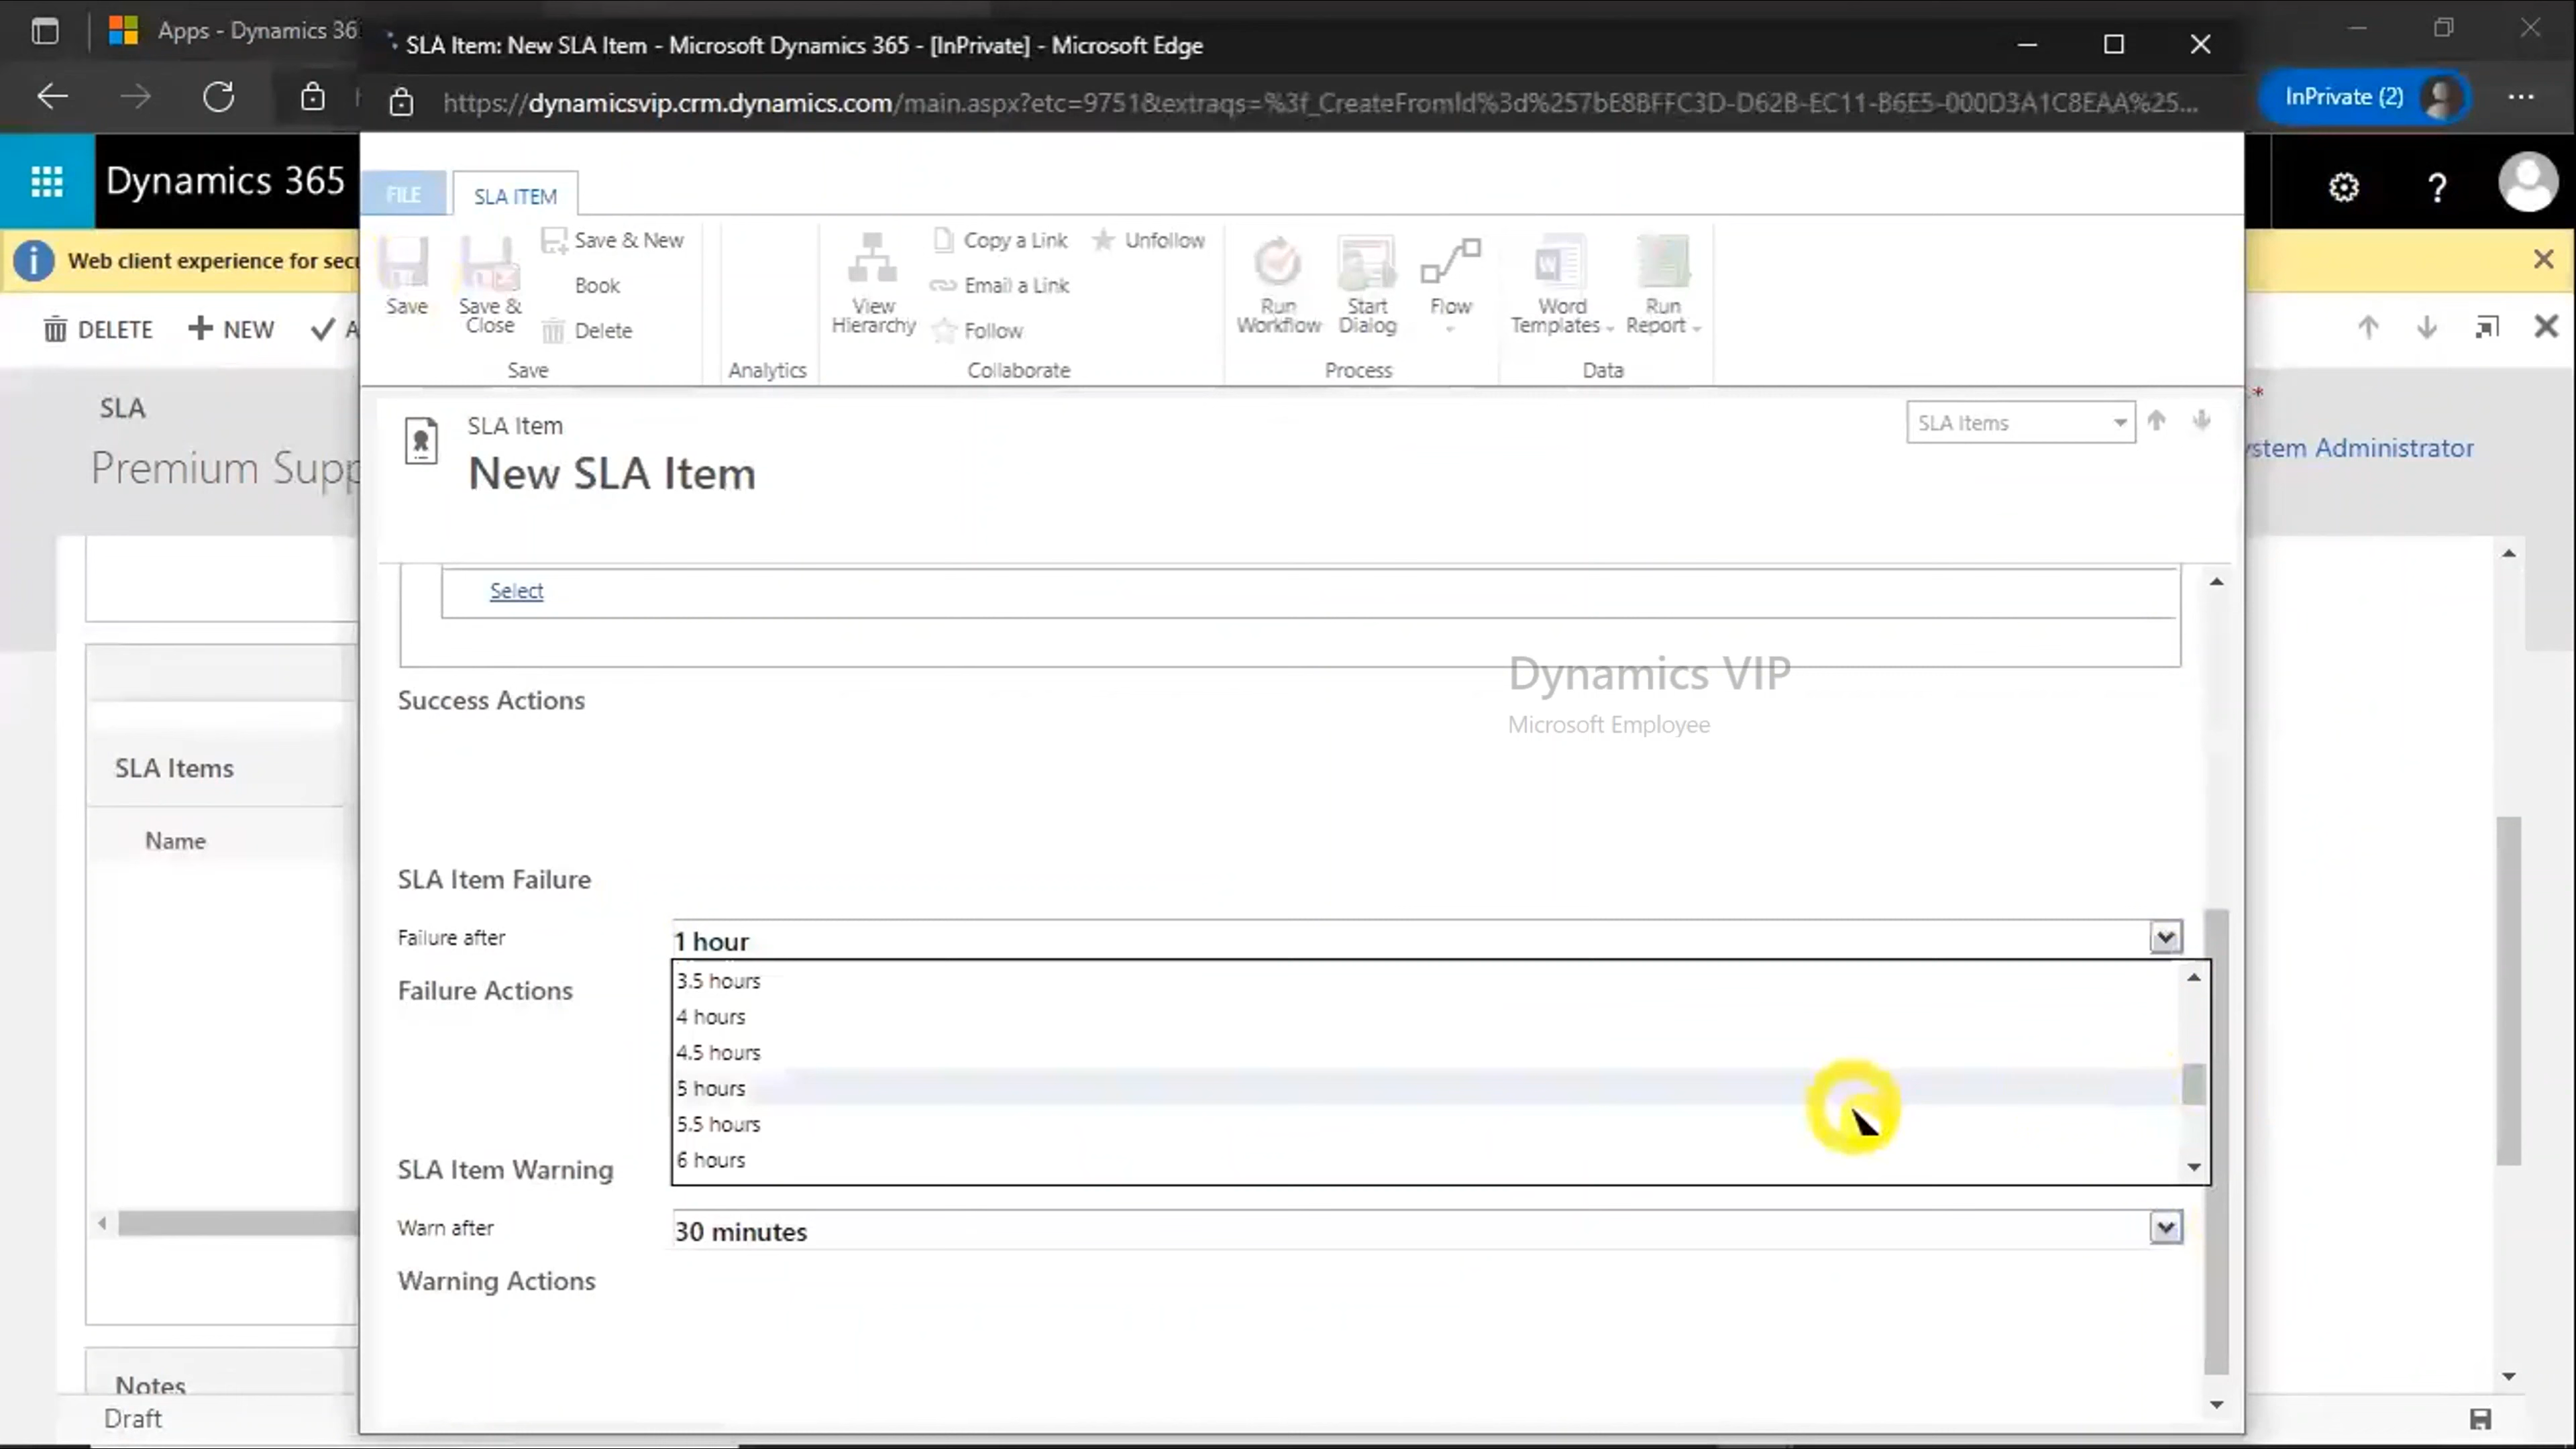 Apps - Dynamics 36
SLA Item: New SLA Item - Microsoft Dynamics 365 - [InPrivate] - Microsoft Edge
https://dynamicsvip.crm.dynamics.com/main.aspx?etc=9751&extraqs=%3f_CreateFromId%3d%257bE8BFFC3D-D62B-EC11-B6E5-000D3A1C8EAA%25...
InPrivate (2)
Dynamics 365
FILE
SLA ITEM
?
Web client experience for sec
Save
Save & Close
Save & New
Book
Delete
Save
Analytics
View Hierarchy
Copy a Link
Email a Link
Follow
Unfollow
Collaborate
Run Workflow
Start Dialog
Flow
Process
Word Templates
Run Report
Data
DELETE
NEW
A
SLA
Premium Supp
SLA Item
New SLA Item
SLA Items
*
stem Administrator
Select
Dynamics VIP
Microsoft Employee
Success Actions
SLA Items
Name
SLA Item Failure
Failure after
1 hour
Failure Actions
3.5 hours
4 hours
4.5 hours
5 hours
5.5 hours
6 hours
SLA Item Warning
Warn after
30 minutes
Warning Actions
Notes
Draft